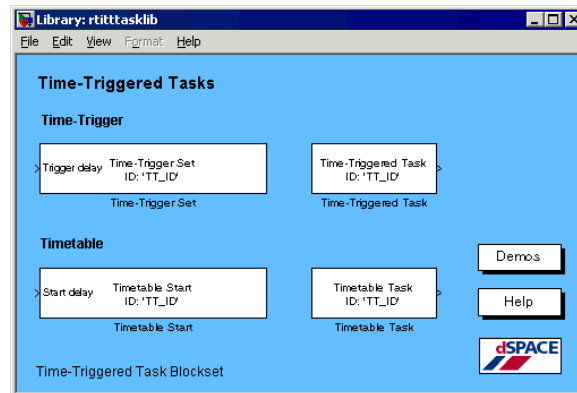 Library: rtitttasklib
File Edit View Format Help
Time-Triggered Tasks
Time-Trigger
Trigger delay
Time-Trigger Set
ID: 'TT_ID'
Time-Trigger Set
Time-Triggered Task
ID: 'TT_ID'
Time-Triggered Task
Timetable
Start delay
Timetable Start
ID: 'TT_ID'
Timetable Start
Timetable Task
ID: 'TT_ID'
Timetable Task
Demos
Help
dSPACE
Time-Triggered Task Blockset